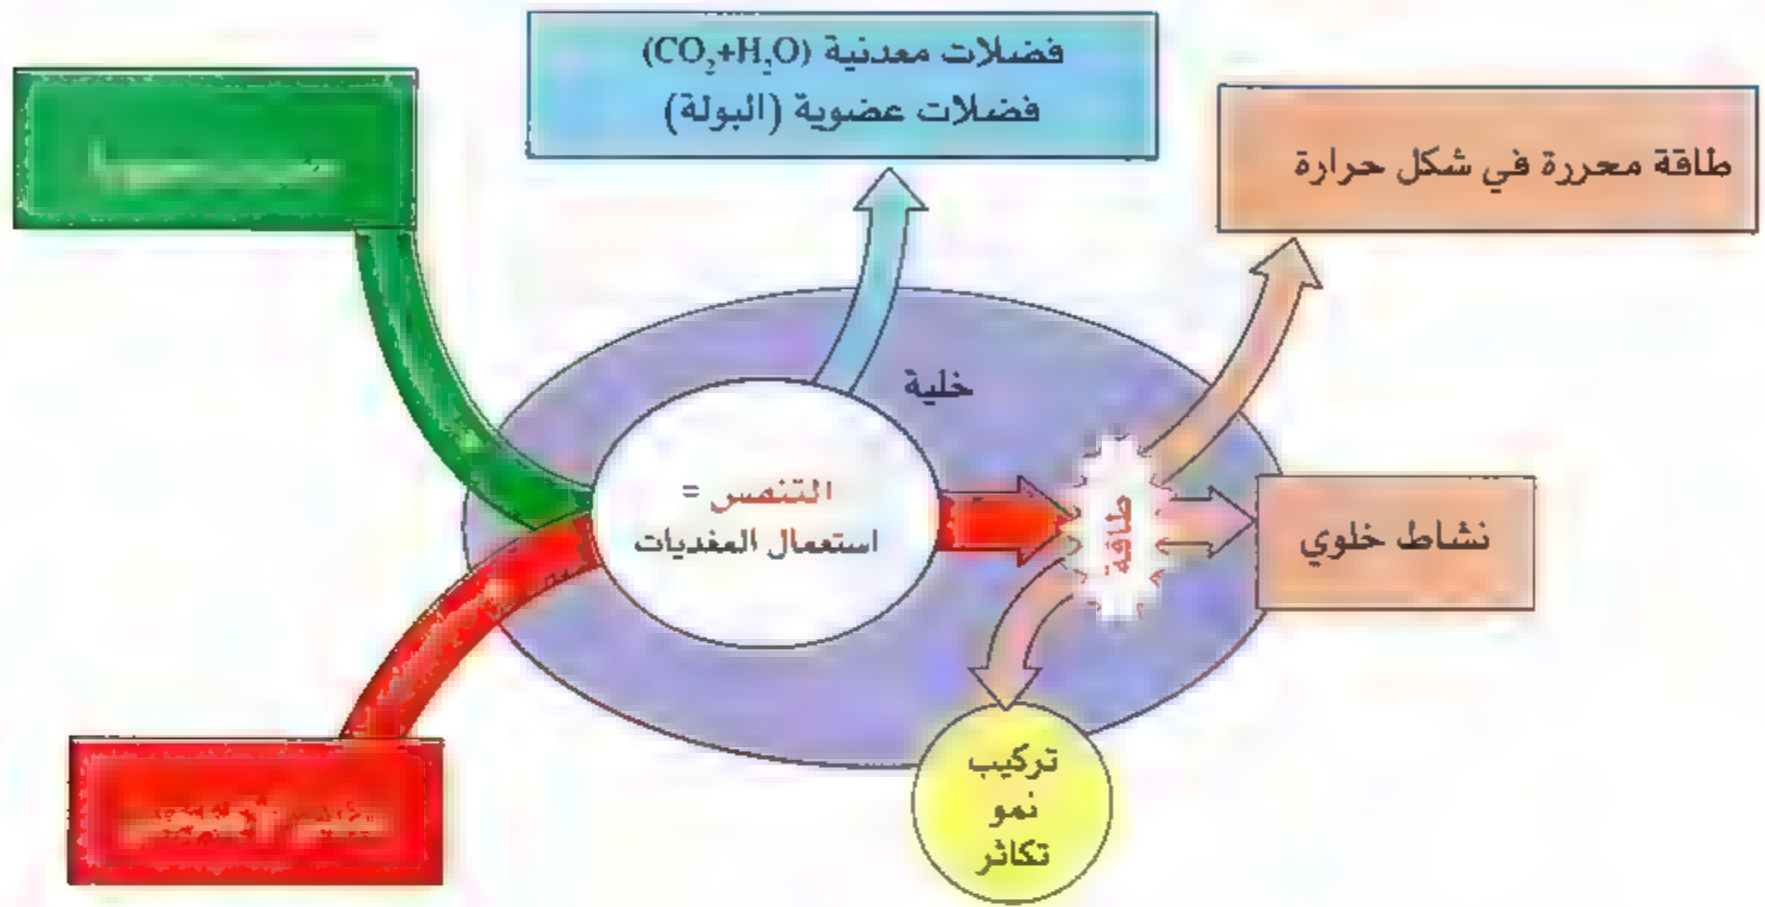 فضلات معدنية (CO₂+H₂O)
فضلات عضوية (البولة)
طاقة محررة في شكل حرارة
خلية
التنفس =
استعمال المغذيات
طاقة
نشاط خلوي
تركيب
نمو
تكاثر